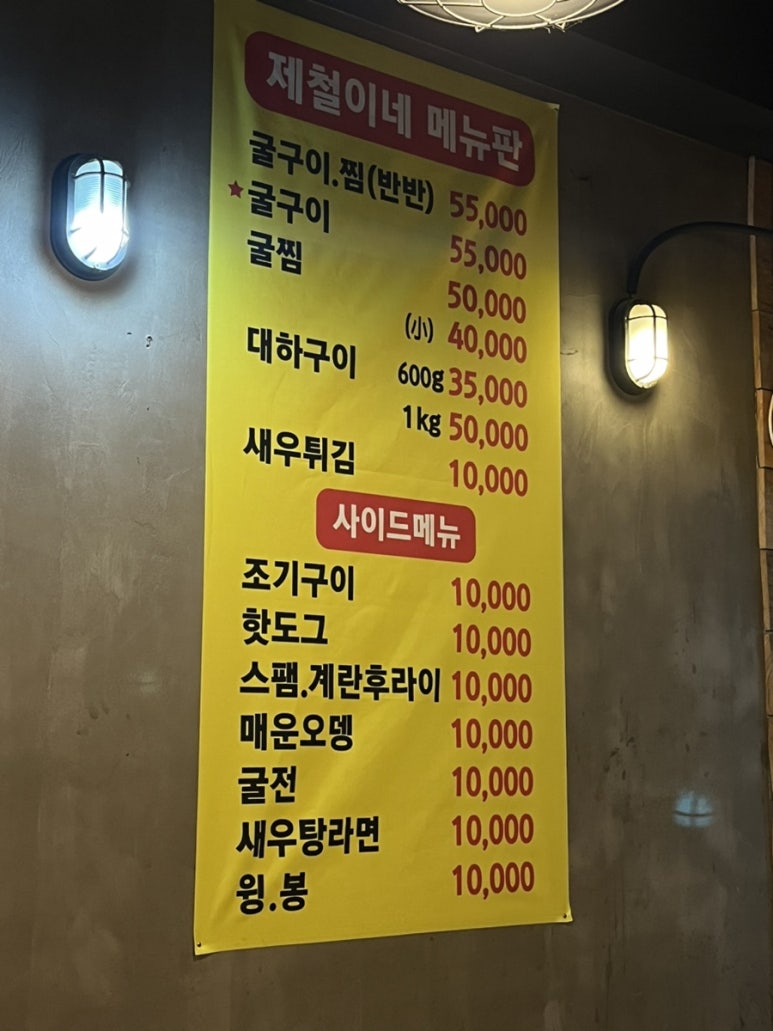 제철이네 메뉴판
굴구이.찜(반반) 55,000
★굴구이 55,000
굴찜 50,000
(小) 40,000
대하구이 600g 35,000
1kg 50,000
새우튀김 10,000
사이드메뉴
조기구이 10,000
핫도그 10,000
스팸.계란후라이 10,000
매운오뎅 10,000
굴전 10,000
새우탕라면 10,000
윙.봉 10,000